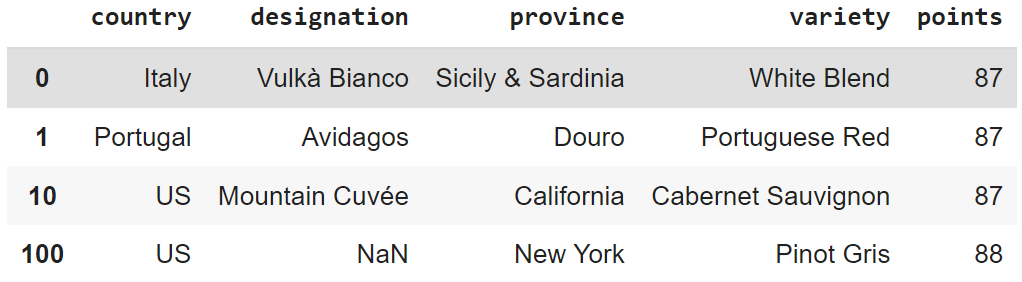 country designation province variety points
0 Italy Vulkà Bianco Sicily & Sardinia White Blend 87
1 Portugal Avidagos Douro Portuguese Red 87
10 US Mountain Cuvée California Cabernet Sauvignon 87
100 US NaN New York Pinot Gris 88